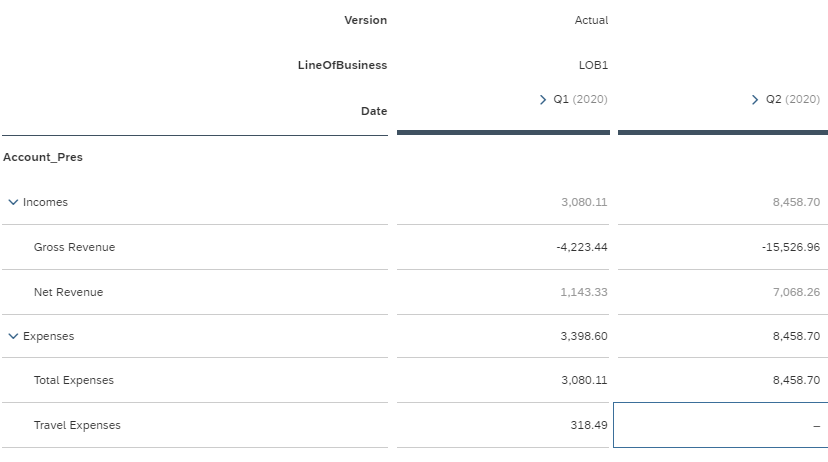 Version Actual
LineOfBusiness LOB1
Date Q1 (2020) Q2 (2020)
Account_Pres
Incomes 3,080.11 8,458.70
Gross Revenue -4,223.44 -15,526.96
Net Revenue 1,143.33 7,068.26
Expenses 3,398.60 8,458.70
Total Expenses 3,080.11 8,458.70
Travel Expenses 318.49 –